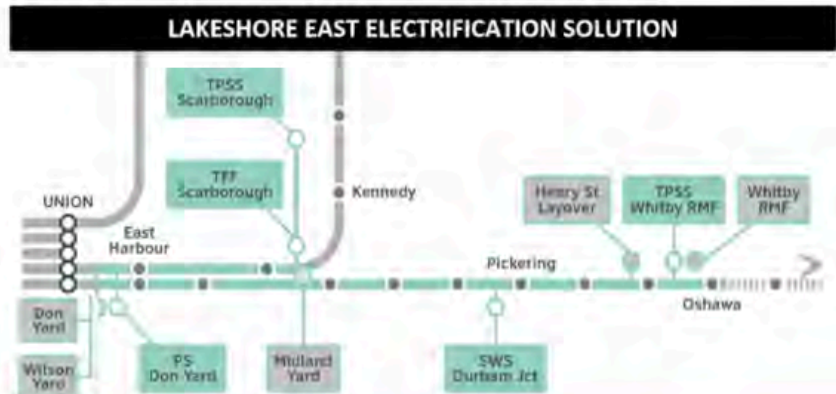 LAKESHORE EAST ELECTRIFICATION SOLUTION
TPSS
Scarborough
TFF
Scarborough
Kennedy
UNION
East
Harbour
Henry St
Layover
TPSS
Whitby RMF
Whitby
RMF
Pickering
Oshawa
Don
Yard
Wilson
Yard
PS
Don Yard
Midland
Yard
SWS
Durham Jct